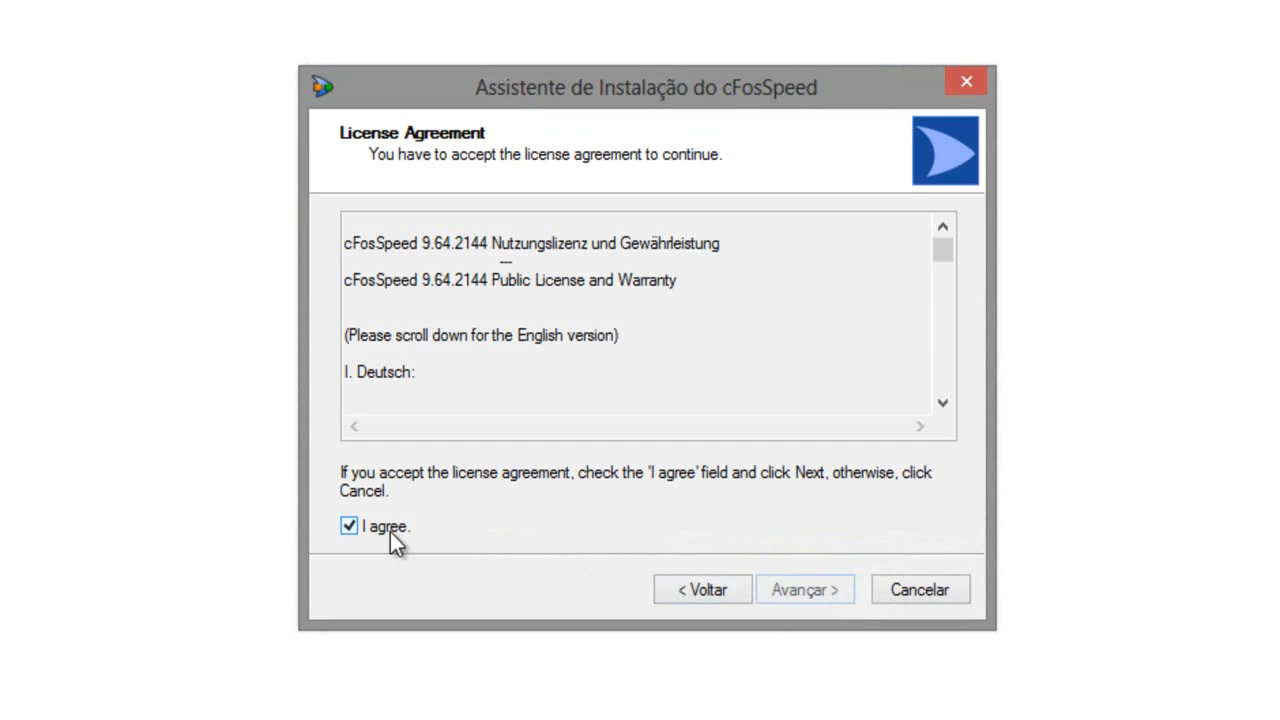 Assistente de Instalação do cFosSpeed
License Agreement
You have to accept the license agreement to continue.
cFosSpeed 9.64.2144 Nutzungslizenz und Gewährleistung
---
cFosSpeed 9.64.2144 Public License and Warranty
(Please scroll down for the English version)
I. Deutsch:
If you accept the license agreement, check the 'I agree' field and click Next, otherwise, click
Cancel.
I agree.
< Voltar
Avançar >
Cancelar